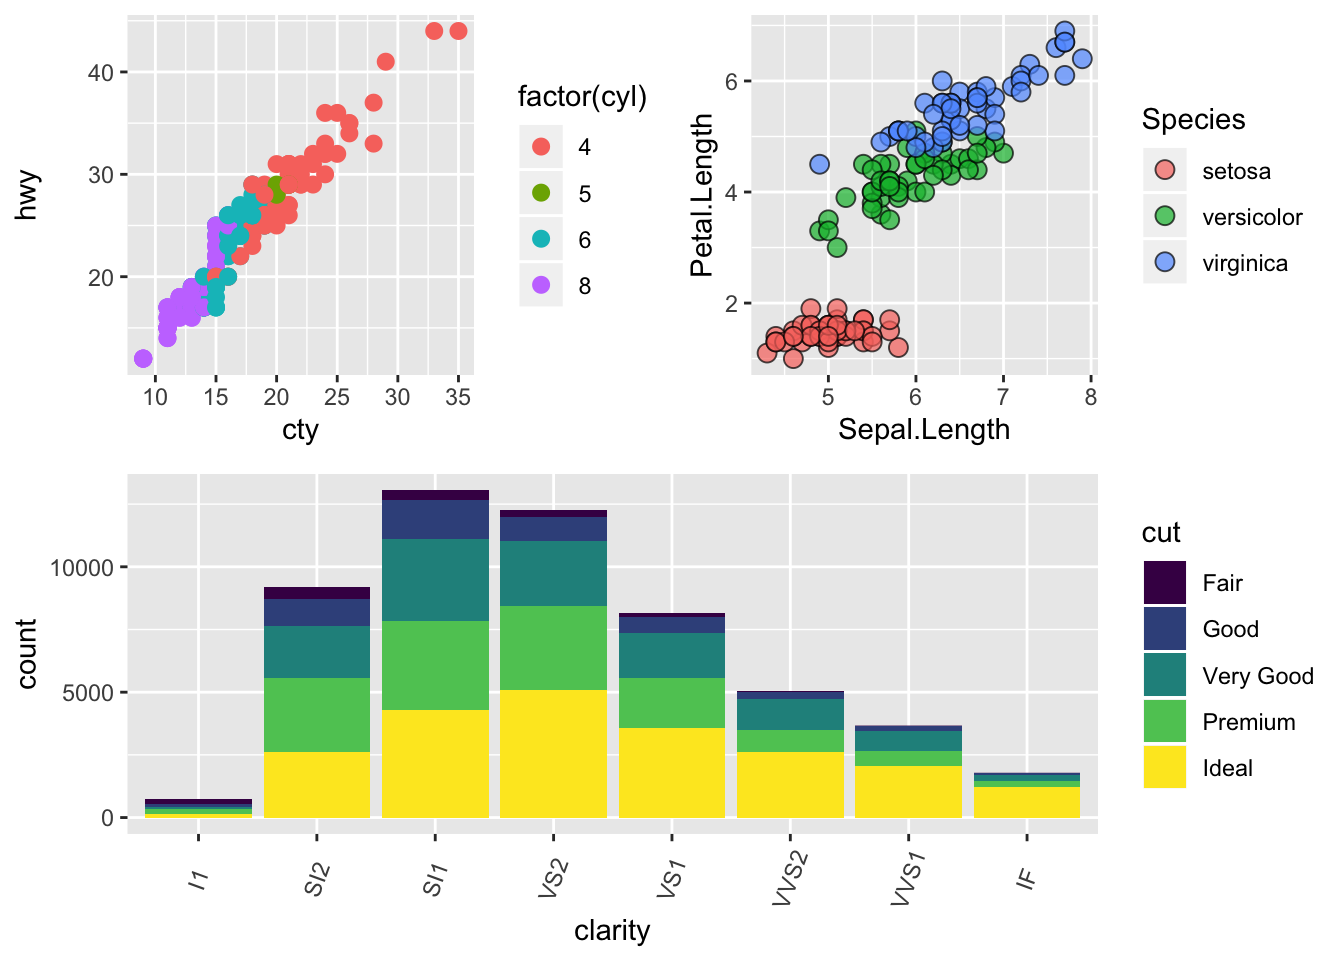 hwy
40
30
20
10 15 20 25 30 35
cty
factor(cyl)
4
5
6
8
Petal.Length
6
4
2
5 6 7 8
Sepal.Length
Species
setosa
versicolor
virginica
count
10000
5000
0
I1 SI2 SI1 VS2 VS1 VVS2 VVS1 IF
clarity
cut
Fair
Good
Very Good
Premium
Ideal